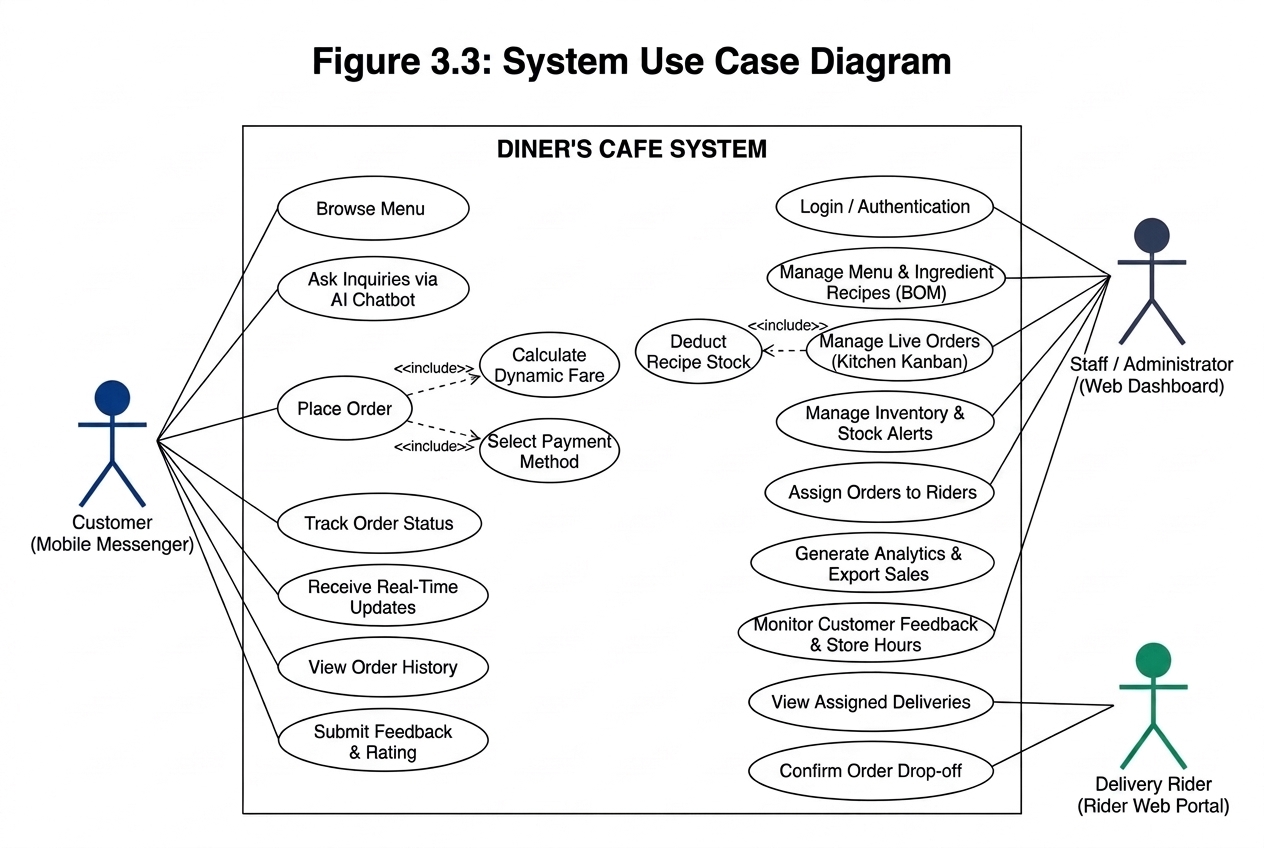 Figure 3.3: System Use Case Diagram
DINER'S CAFE SYSTEM
Browse Menu
Ask Inquiries via
AI Chatbot
Place Order
<<include>>
Calculate
Dynamic Fare
<<include>>
Select Payment
Method
Track Order Status
Receive Real-Time
Updates
View Order History
Submit Feedback
& Rating
Customer
(Mobile Messenger)
Login / Authentication
Manage Menu & Ingredient
Recipes (BOM)
<<include>>
Deduct
Recipe Stock
Manage Live Orders
(Kitchen Kanban)
Manage Inventory &
Stock Alerts
Assign Orders to Riders
Generate Analytics &
Export Sales
Monitor Customer Feedback
& Store Hours
View Assigned Deliveries
Confirm Order Drop-off
Staff / Administrator
(Web Dashboard)
Delivery Rider
(Rider Web Portal)